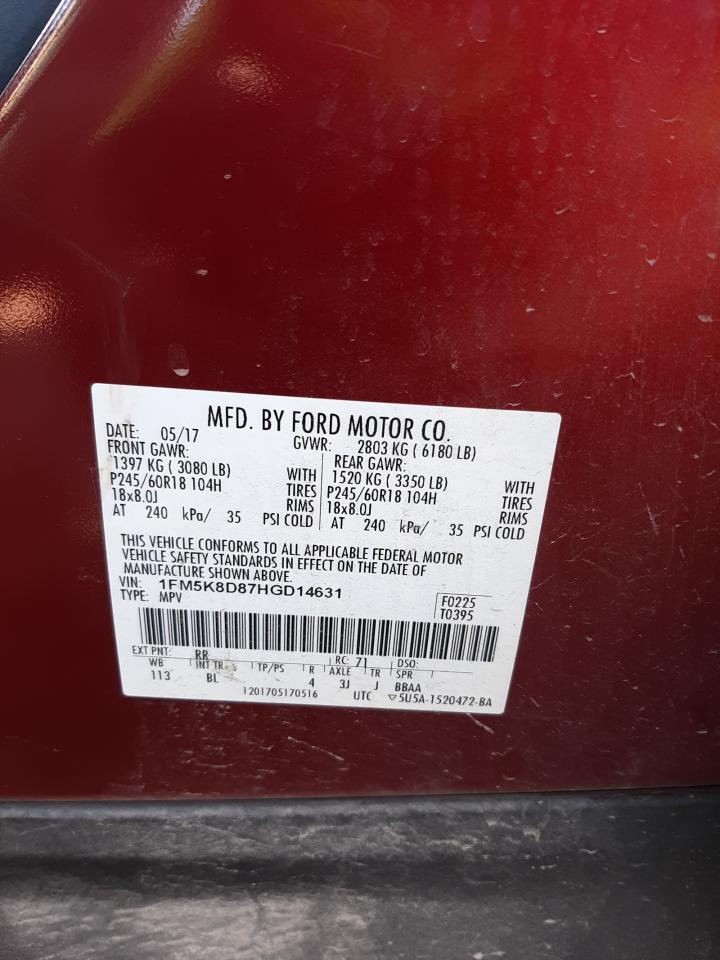 MFD. BY FORD MOTOR CO.
DATE: 05/17 GVWR: 2803 KG ( 6180 LB)
FRONT GAWR: REAR GAWR:
1397 KG ( 3080 LB) WITH 1520 KG ( 3350 LB) WITH
P245/60R18 104H TIRES P245/60R18 104H TIRES
18x8.0J RIMS 18x8.0J RIMS
AT 240 kPa/ 35 PSI COLD AT 240 kPa/ 35 PSI COLD
THIS VEHICLE CONFORMS TO ALL APPLICABLE FEDERAL MOTOR
VEHICLE SAFETY STANDARDS IN EFFECT ON THE DATE OF
MANUFACTURE SHOWN ABOVE.
VIN: 1FM5K8D87HGD14631
TYPE: MPV
F0225
T0395
EXT PNT: RR RC: 71 DSO:
WB INT TR TP/PS R AXLE TR SPR
113 BL 4 3J J BBAA
1201705170516 UTC ▽5U5A-1520472-BA